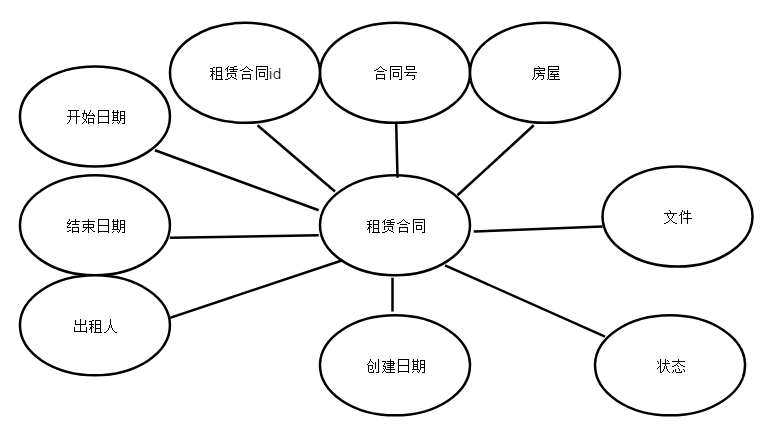 租赁合同id
合同号
房屋
开始日期
结束日期
租赁合同
文件
出租人
创建日期
状态